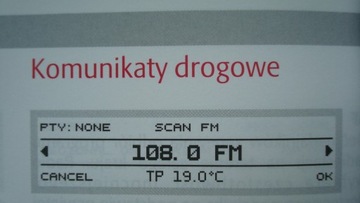 Komunikaty drogowe
PTY: NONE SCAN FM
108. 0 FM
CANCEL TP 19.0°C OK